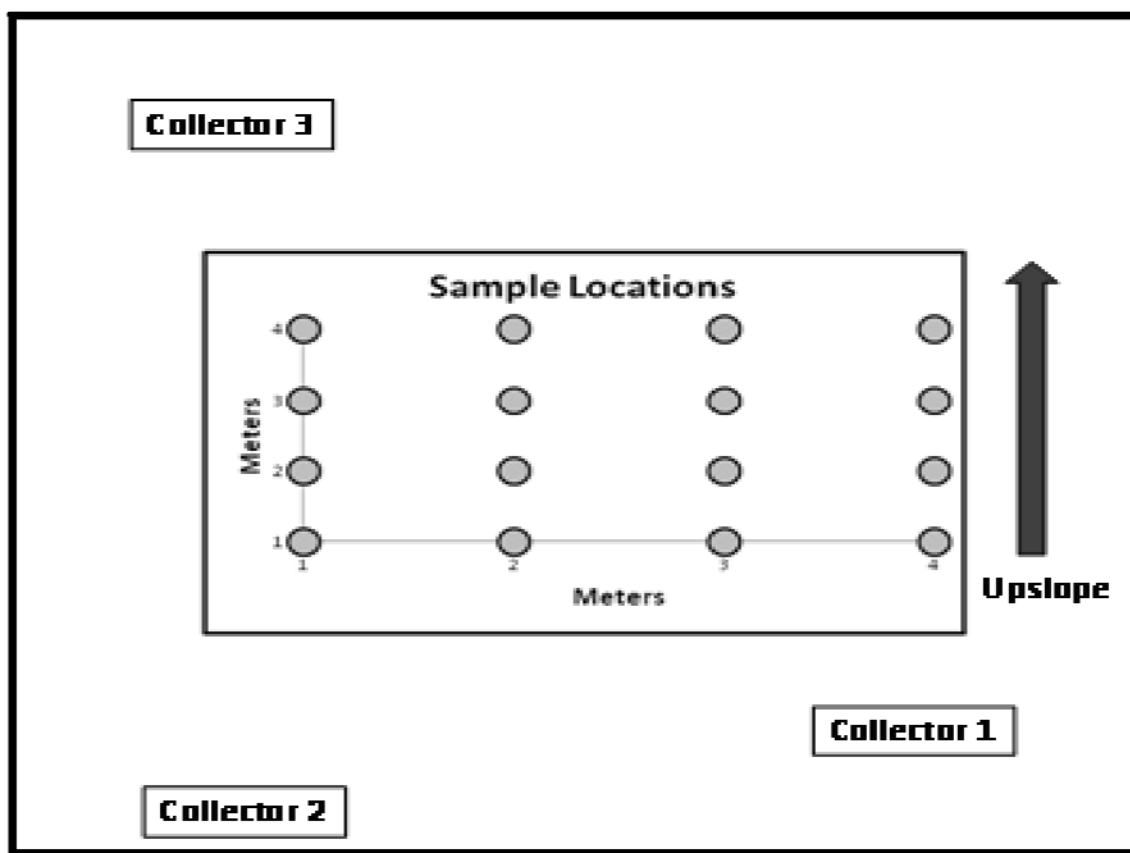 Collector 3
Sample Locations
4
3
2
1
Meters
1 2 3 4
Meters
Upslope
Collector 1
Collector 2